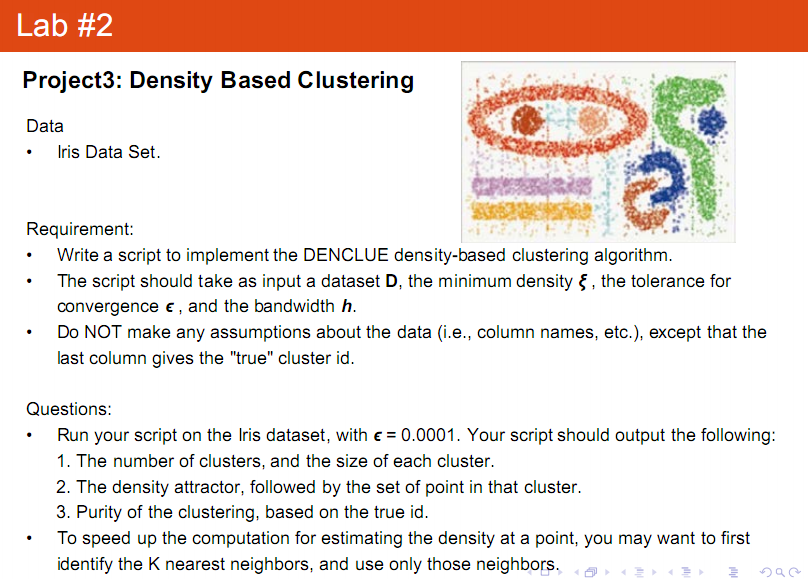 Lab #2
Project3: Density Based Clustering
Data
• Iris Data Set.
Requirement:
• Write a script to implement the DENCLUE density-based clustering algorithm.
• The script should take as input a dataset D, the minimum density ξ , the tolerance for
convergence ϵ , and the bandwidth h.
• Do NOT make any assumptions about the data (i.e., column names, etc.), except that the
last column gives the "true" cluster id.
Questions:
• Run your script on the Iris dataset, with ϵ = 0.0001. Your script should output the following:
1. The number of clusters, and the size of each cluster.
2. The density attractor, followed by the set of point in that cluster.
3. Purity of the clustering, based on the true id.
• To speed up the computation for estimating the density at a point, you may want to first
identify the K nearest neighbors, and use only those neighbors.